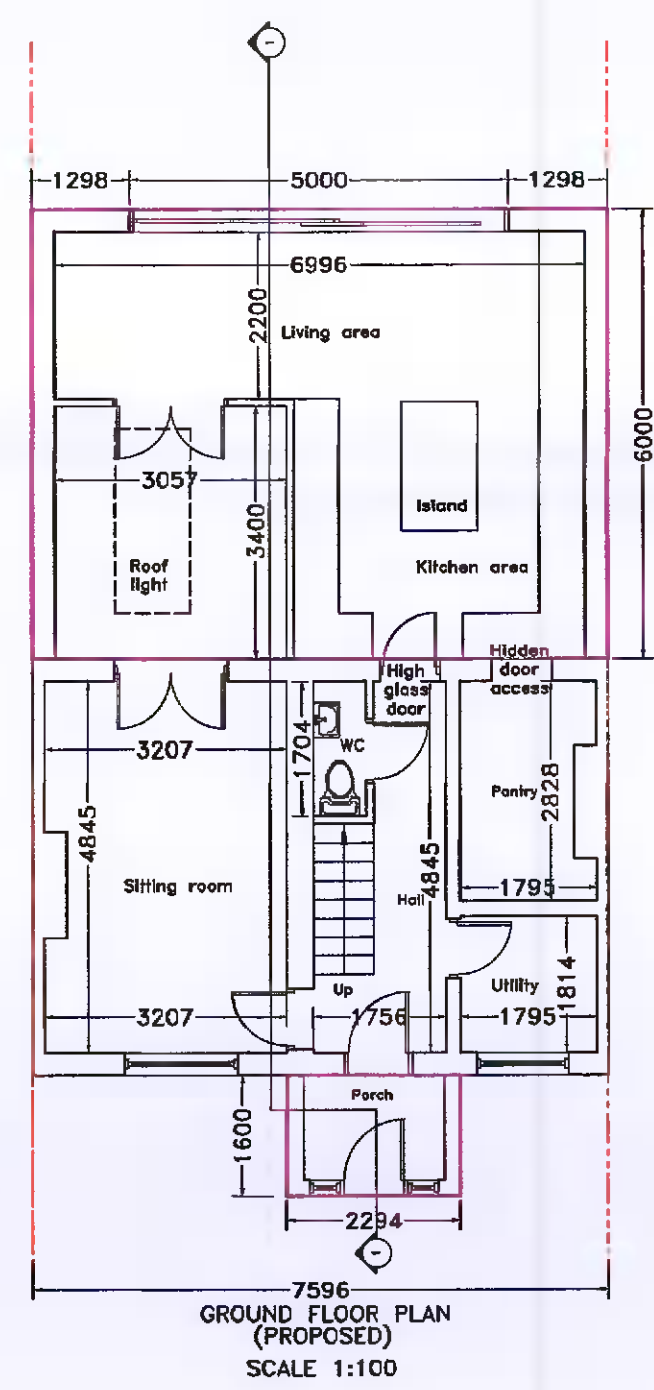 1298 5000 1298
6996
2200
Living area
6000
3057
3400
Island
Roof
light
Kitchen area
Hidden
door
access
High
glass
door
3207
1704
WC
4845
Pantry
2828
4845
Sitting room
Hall
1795
Up
Utility
1814
3207
1756
1795
Porch
1600
2294
7596
GROUND FLOOR PLAN
(PROPOSED)
SCALE 1:100